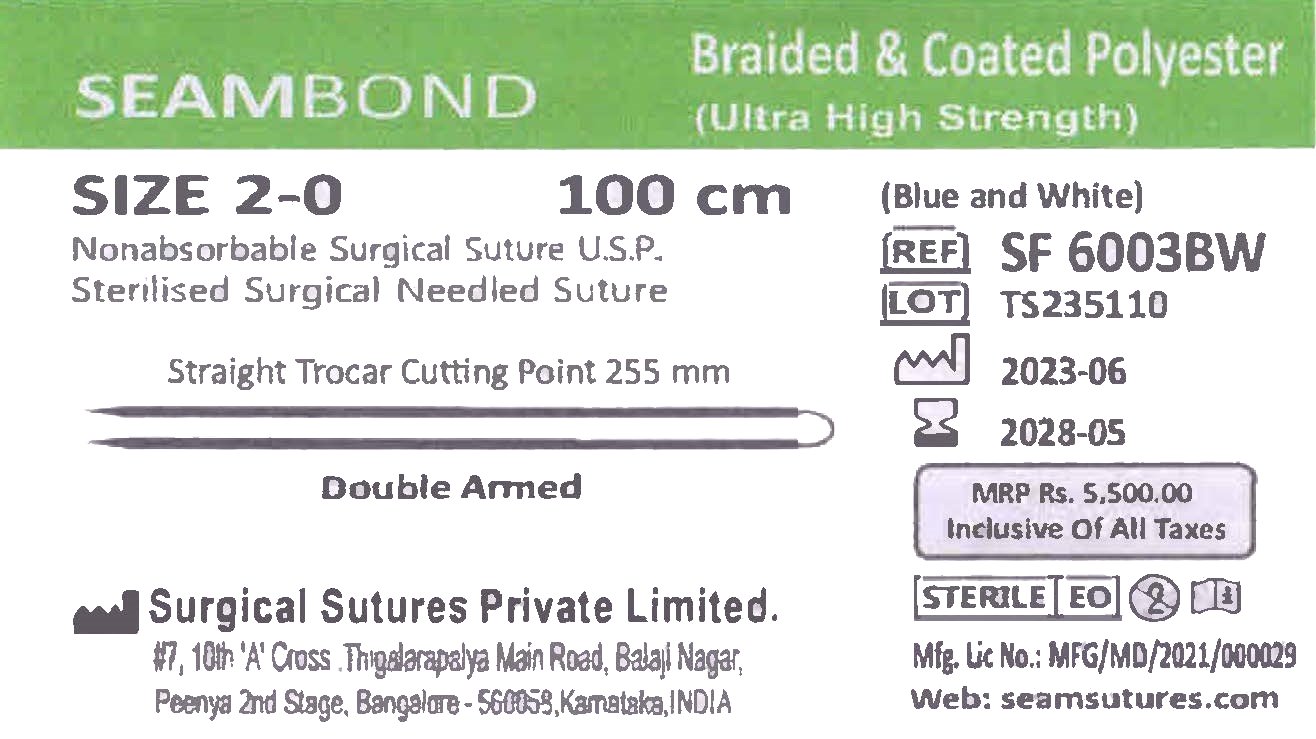 SEAMBOND
Braided & Coated Polyester
(Ultra High Strength)
SIZE 2-0 100 cm
Nonabsorbable Surgical Suture U.S.P.
Sterilised Surgical Needled Suture
Straight Trocar Cutting Point 255 mm
Double Armed
(Blue and White)
REF SF 6003BW
LOT TS235110
2023-06
2028-05
MRP Rs. 5,500.00
Inclusive Of All Taxes
STERILE EO 2 i
Surgical Sutures Private Limited.
#7, 10th 'A' Cross .Thigalarapalya Main Road, Balaji Nagar,
Peenya 2nd Stage, Bangalore - 560058,Karnataka,INDIA
Mfg. Lic No.: MFG/MD/2021/000029
Web: seamsutures.com